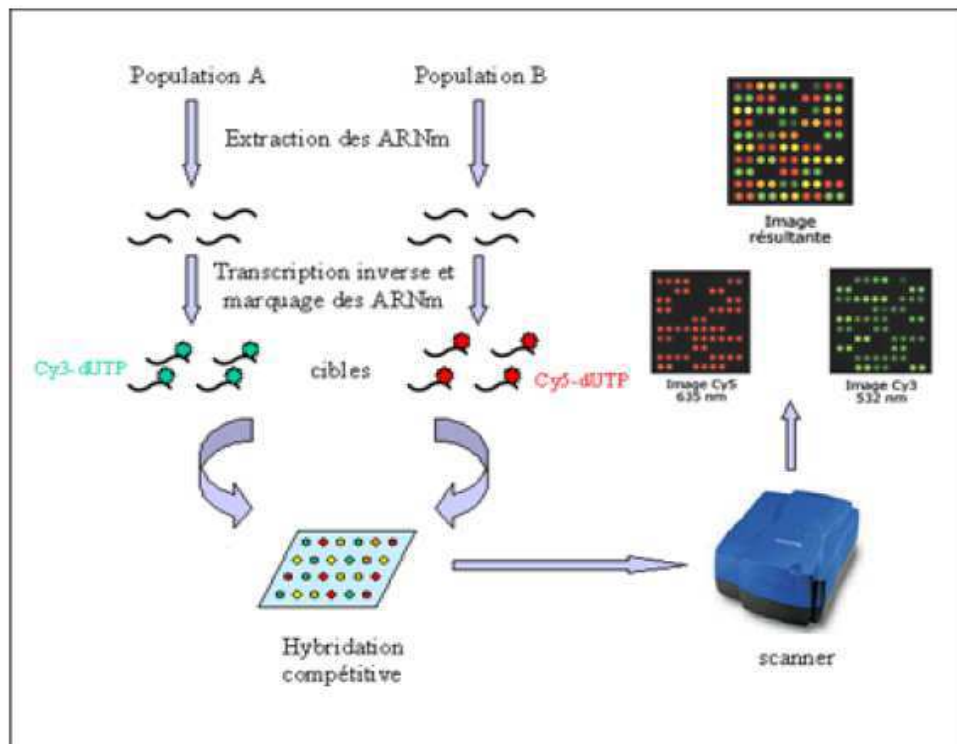 Population A
Population B
Extraction des ARNm
Transcription inverse et
marquage des ARNm
Cy3-dUTP
cibles
Cy5-dUTP
Hybridation
compétitive
scanner
Image Cy5
635 nm
Image Cy3
532 nm
Image
résultante